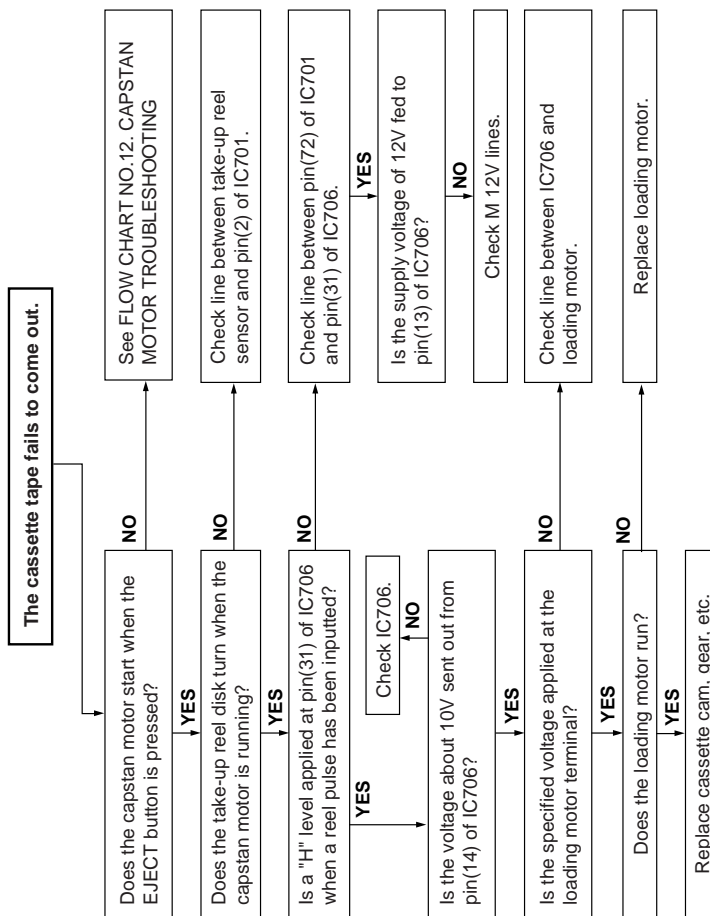 The cassette tape fails to come out.
Does the capstan motor start when the
EJECT button is pressed?
NO
See FLOW CHART NO.12. CAPSTAN
MOTOR TROUBLESHOOTING
YES
Does the take-up reel disk turn when the
capstan motor is running?
NO
Check line between take-up reel
sensor and pin(2) of IC701.
YES
Is a "H" level applied at pin(31) of IC706
when a reel pulse has been inputted?
NO
Check line between pin(72) of IC701
and pin(31) of IC706.
YES
Is the supply voltage of 12V fed to
pin(13) of IC706?
NO
Check M 12V lines.
YES
Check IC706.
NO
Is the voltage about 10V sent out from
pin(14) of IC706?
YES
Is the specified voltage applied at the
loading motor terminal?
NO
Check line between IC706 and
loading motor.
YES
Does the loading motor run?
NO
Replace loading motor.
YES
Replace cassette cam, gear, etc.